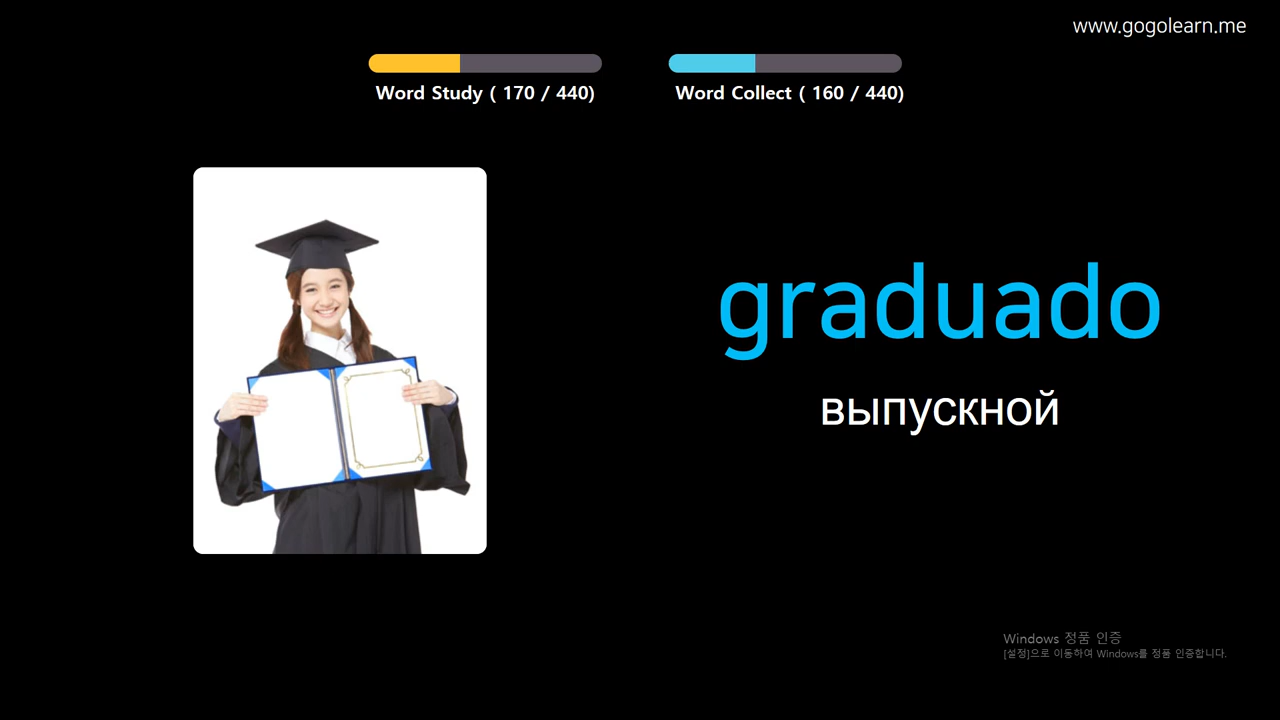 www.gogolearn.me
Word Study ( 170 / 440)
Word Collect ( 160 / 440)
graduado
выпускной
Windows 정품 인증
[설정]으로 이동하여 Windows를 정품 인증합니다.